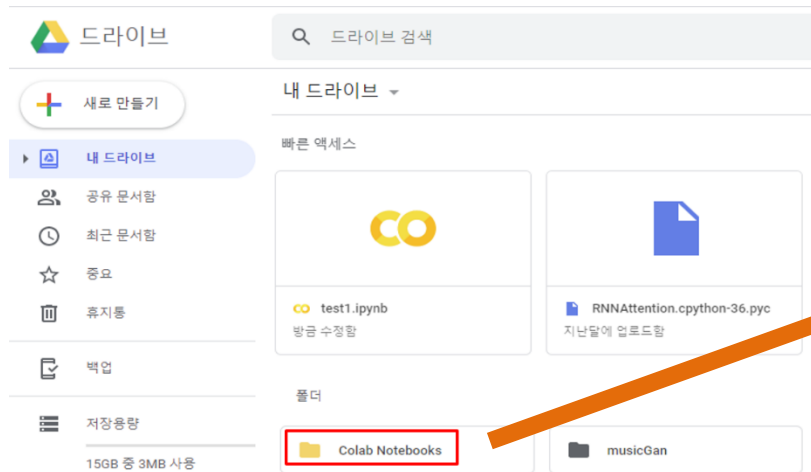 드라이브
드라이브 검색
새로 만들기
내 드라이브
공유 문서함
최근 문서함
중요
휴지통
백업
저장용량
15GB 중 3MB 사용
내 드라이브
빠른 액세스
CO
CO test1.ipynb
방금 수정함
RNNAttention.cpython-36.pyc
지난달에 업로드함
폴더
Colab Notebooks
musicGan